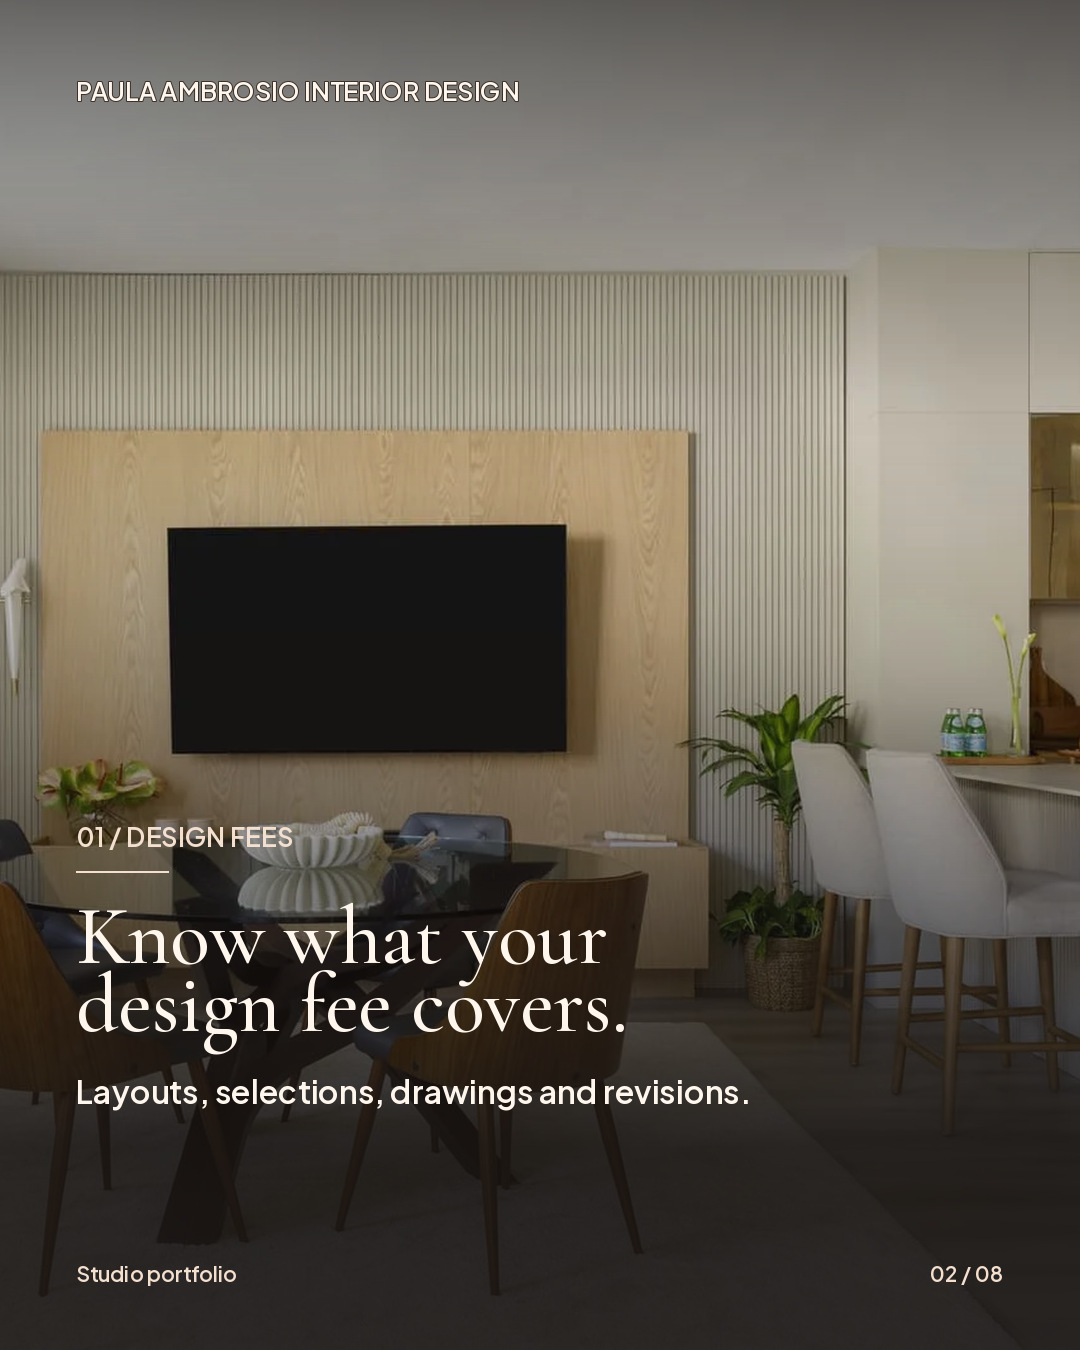 PAULA AMBROSIO INTERIOR DESIGN
01 / DESIGN FEES
Know what your
design fee covers.
Layouts, selections, drawings and revisions.
Studio portfolio
02 / 08